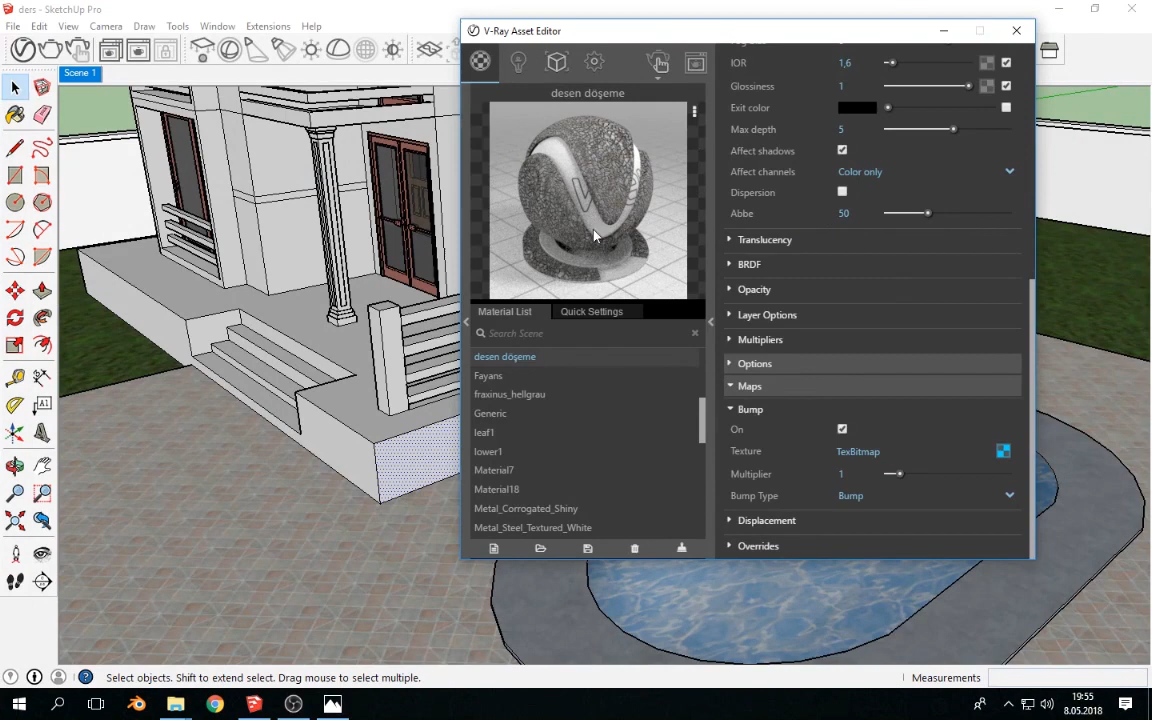 ders - SketchUp Pro
File Edit View Camera Draw Tools Window Extensions Help
Scene 1
V-Ray Asset Editor
desen döşeme
Material List Quick Settings
Search Scene
desen döşeme
Fayans
fraxinus_hellgrau
Generic
leaf1
lower1
Material7
Material18
Metal_Corrogated_Shiny
Metal_Steel_Textured_White
IOR 1,6
Glossiness 1
Exit color
Max depth 5
Affect shadows
Affect channels Color only
Dispersion
Abbe 50
Translucency
BRDF
Opacity
Layer Options
Multipliers
Options
Maps
Bump
On
Texture TexBitmap
Multiplier 1
Bump Type Bump
Displacement
Overrides
Select objects. Shift to extend select. Drag mouse to select multiple.
Measurements
19:55
8.05.2018